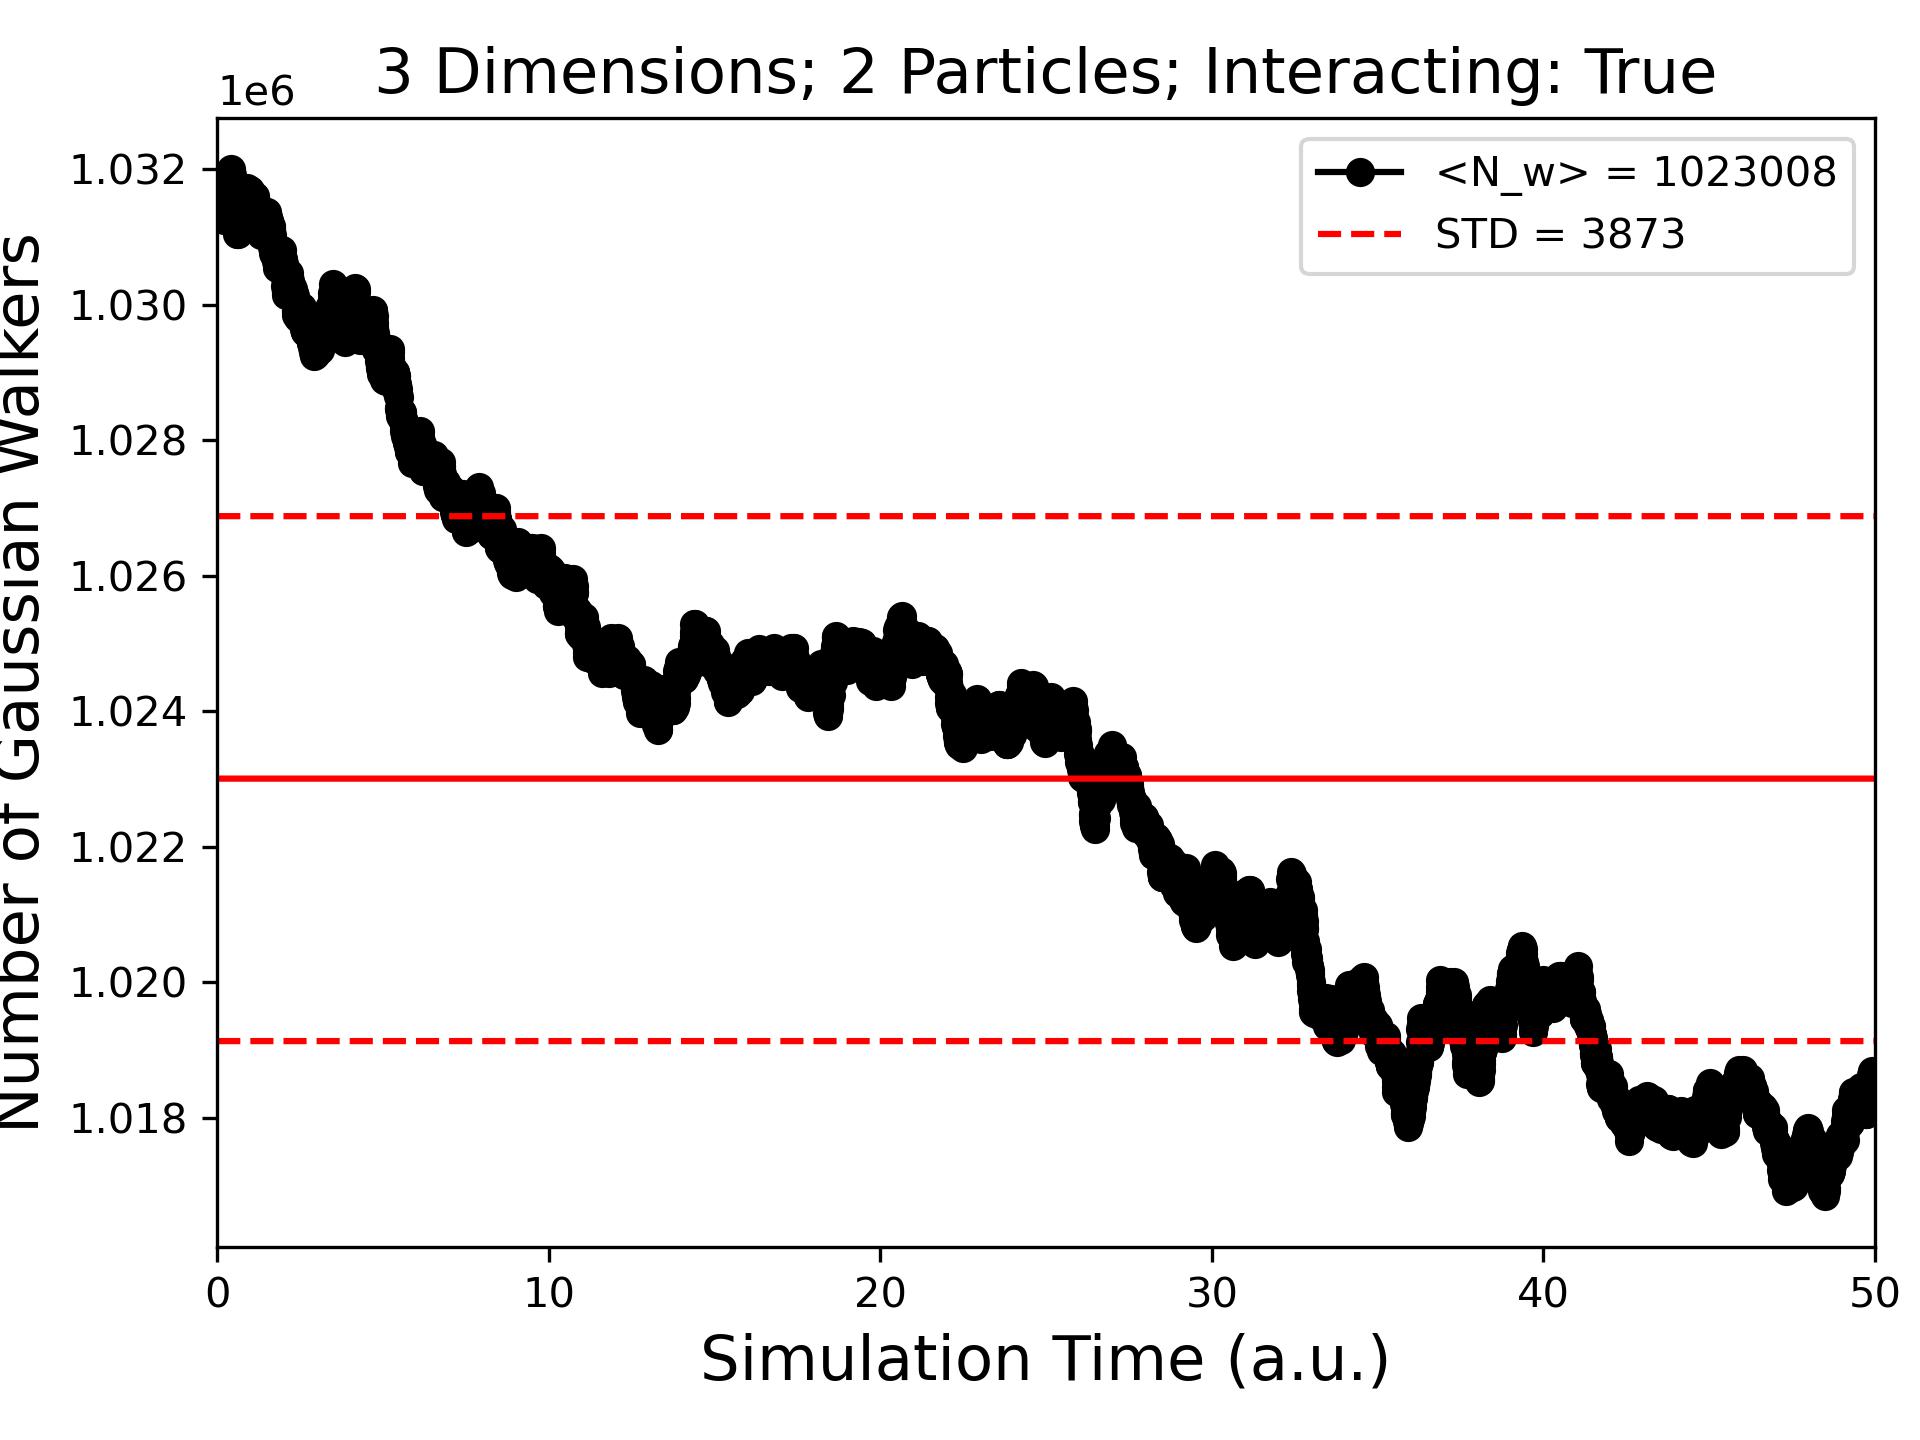 3 Dimensions; 2 Particles; Interacting: True
1e6
<N_w> = 1023008
STD = 3873
Number of Gaussian Walkers
1.032
1.030
1.028
1.026
1.024
1.022
1.020
1.018
0 10 20 30 40 50
Simulation Time (a.u.)